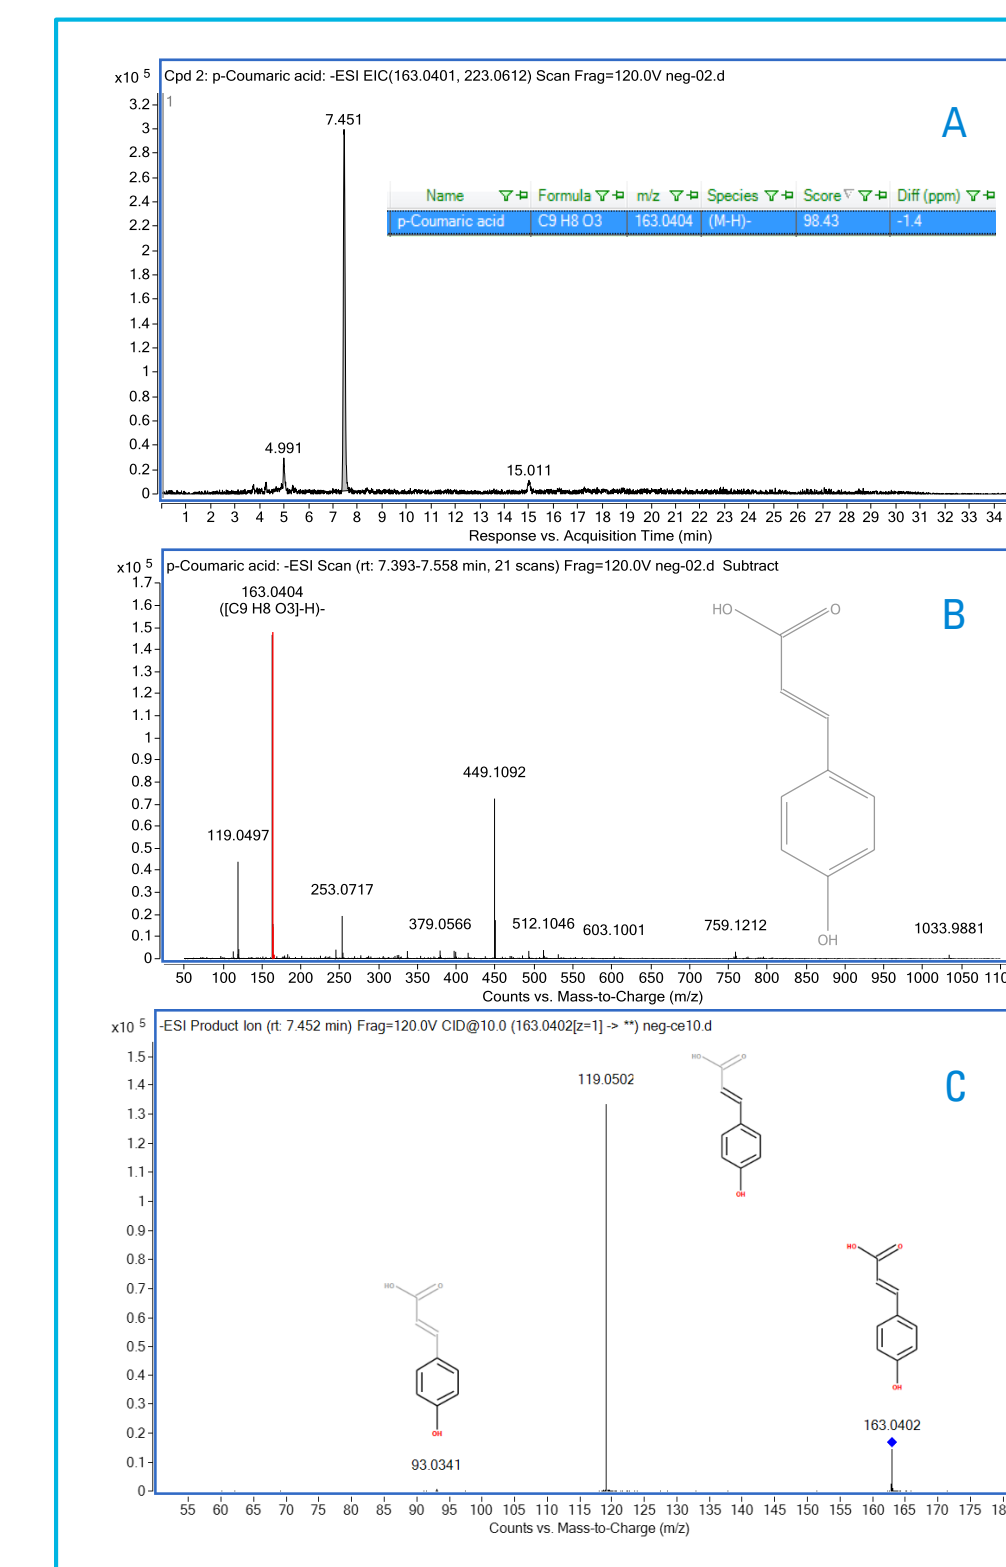 x10 5
Cpd 2: p-Coumaric acid: -ESI EIC(163.0401, 223.0612) Scan Frag=120.0V neg-02.d
A
1
3.2
3
2.8
2.6
2.4
2.2
2
1.8
1.6
1.4
1.2
1
0.8
0.6
0.4
0.2
0
7.451
4.991
15.011
Name Formula m/z Species Score Diff (ppm)
p-Coumaric acid C9 H8 O3 163.0404 (M-H)- 98.43 -1.4
1 2 3 4 5 6 7 8 9 10 11 12 13 14 15 16 17 18 19 20 21 22 23 24 25 26 27 28 29 30 31 32 33 34
Response vs. Acquisition Time (min)
x10 5
p-Coumaric acid: -ESI Scan (rt: 7.393-7.558 min, 21 scans) Frag=120.0V neg-02.d Subtract
B
1.7
1.6
1.5
1.4
1.3
1.2
1.1
1
0.9
0.8
0.7
0.6
0.5
0.4
0.3
0.2
0.1
0
163.0404
([C9 H8 O3]-H)-
HO O
449.1092
119.0497
253.0717
379.0566
512.1046
603.1001
759.1212
1033.9881
OH
50 100 150 200 250 300 350 400 450 500 550 600 650 700 750 800 850 900 950 1000 1050 110
Counts vs. Mass-to-Charge (m/z)
x10 5
-ESI Product Ion (rt: 7.452 min) Frag=120.0V CID@10.0 (163.0402[z=1] -> **) neg-ce10.d
C
1.5
1.4
1.3
1.2
1.1
1
0.9
0.8
0.7
0.6
0.5
0.4
0.3
0.2
0.1
0
119.0502
HO O
OH
HO O
OH
163.0402
HO O
OH
93.0341
55 60 65 70 75 80 85 90 95 100 105 110 115 120 125 130 135 140 145 150 155 160 165 170 175 18
Counts vs. Mass-to-Charge (m/z)